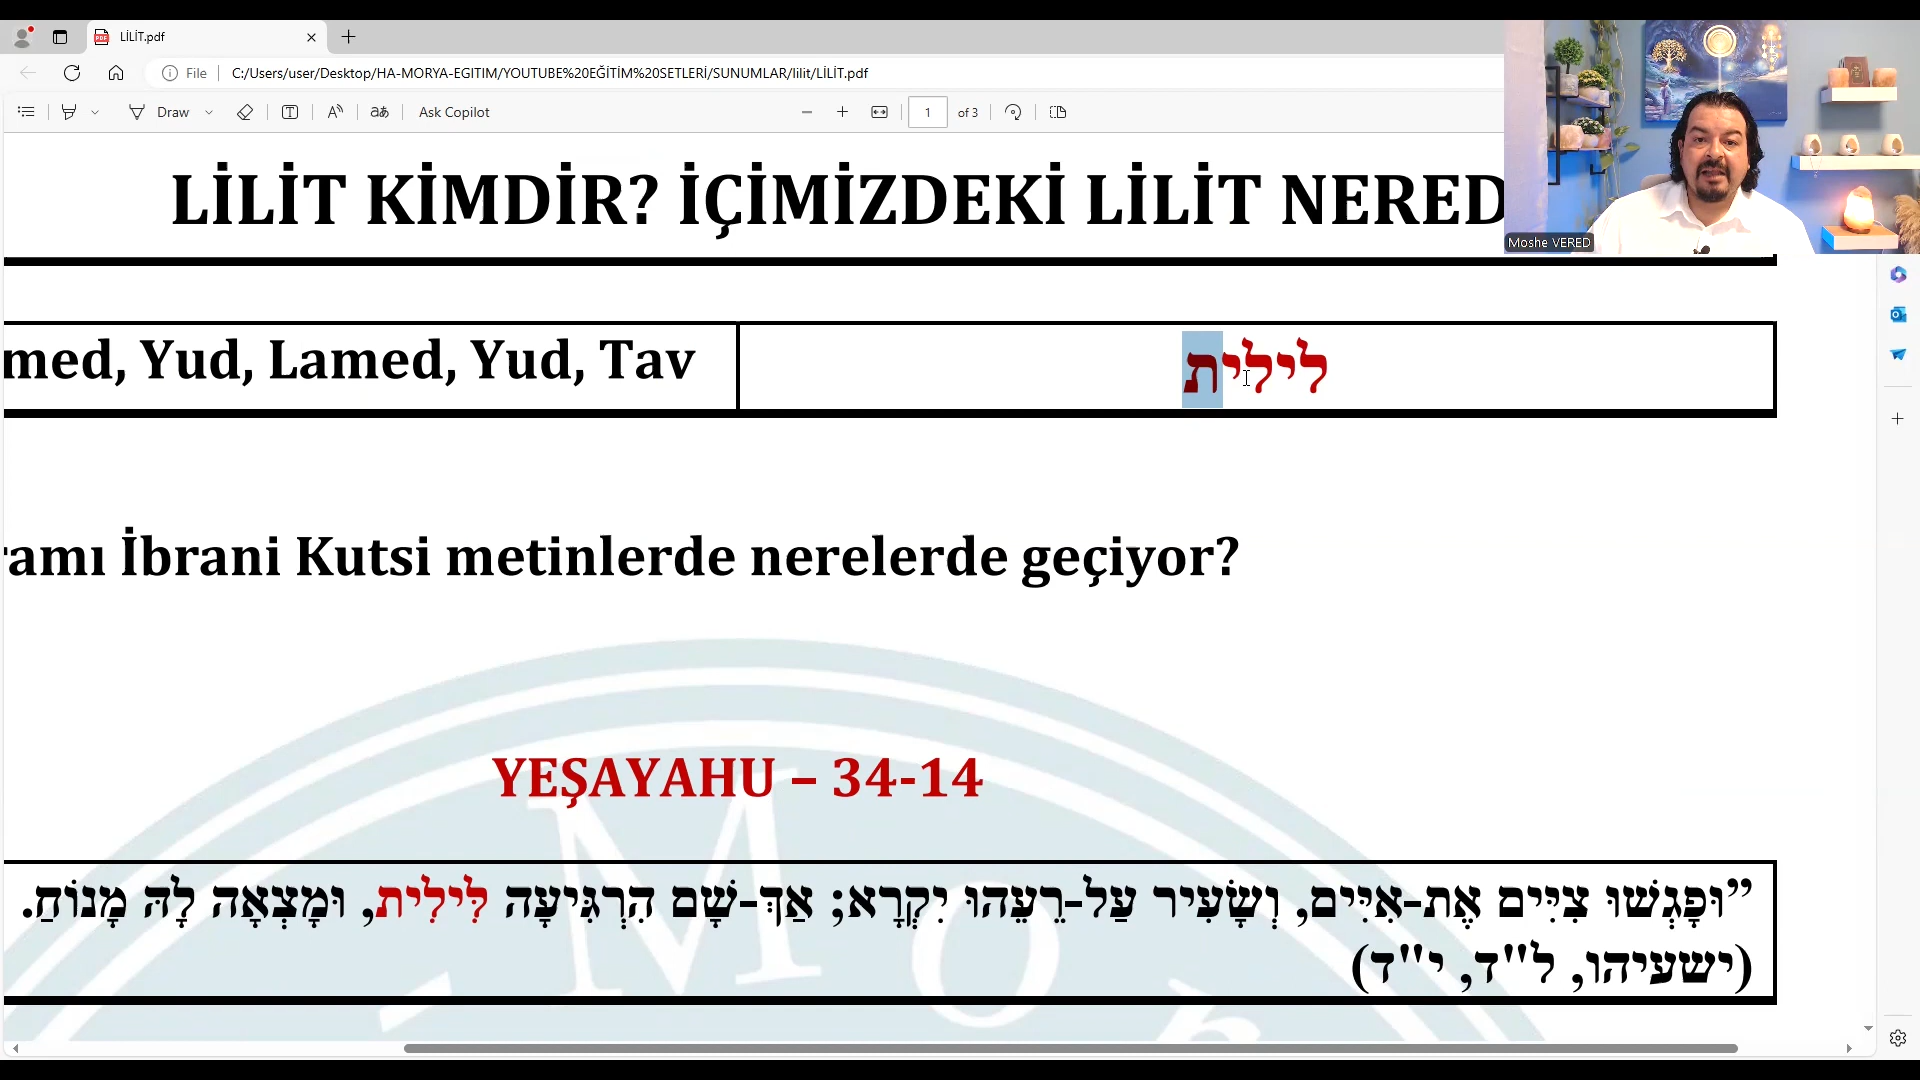 LİLİT.pdf
File
C:/Users/user/Desktop/HA-MORYA-EGITIM/YOUTUBE%20EĞİTİM%20SETLERİ/SUNUMLAR/lilit/LİLİT.pdf
Draw
Ask Copilot
1 of 3
Moshe VERED
LİLİT KİMDİR? İÇİMİZDEKİ LİLİT NERED
med, Yud, Lamed, Yud, Tav
לילית
ramı İbrani Kutsi metinlerde nerelerde geçiyor?
YEŞAYAHU – 34-14
”וּפָגְשׁוּ צִיִּים אֶת-אִיִּים, וְשָׂעִיר עַל-רֵעֵהוּ יִקְרָא; אַךְ-שָׁם הִרְגִּיעָה לִּילִית, וּמָצְאָה לָהּ מָנוֹחַ.
(ישעיהו, ל"ד, י"ד)
- Mor